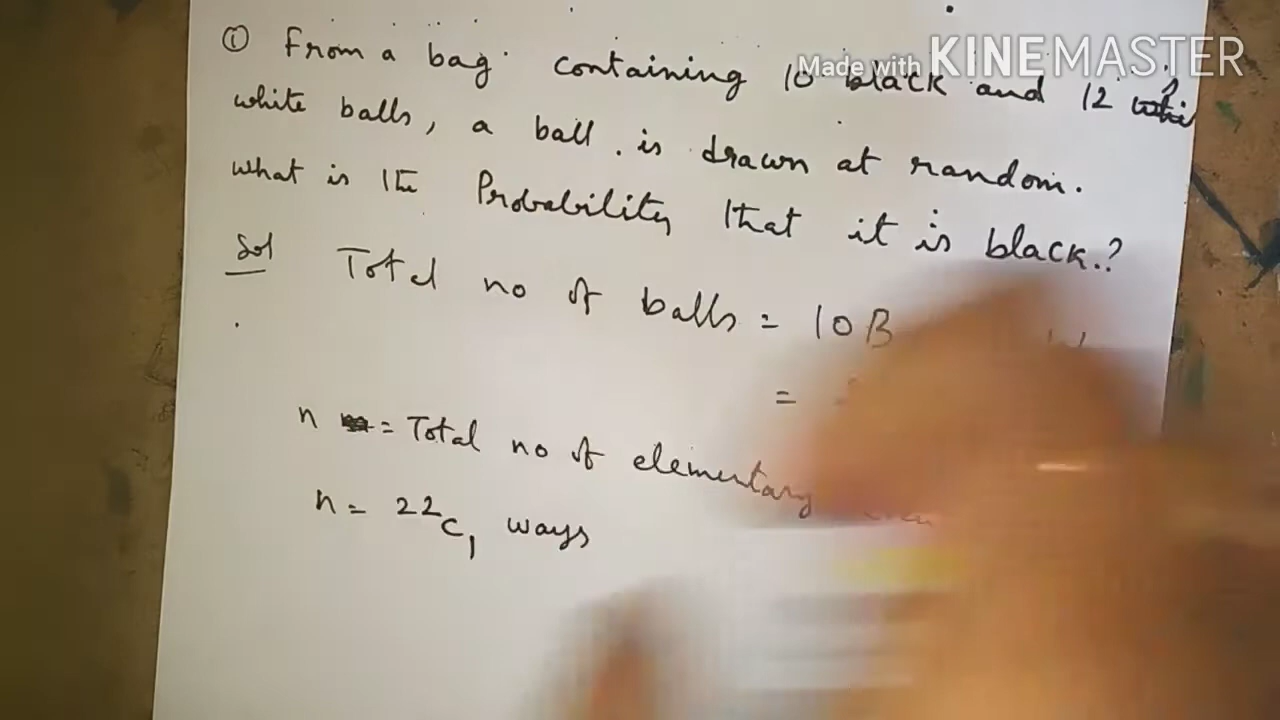 ① From a bag containing 10 black and 12
white balls, a ball is drawn at random.
what is the Probability that it is black.?
Sol Total no of balls = 10B
=
n = Total no of elementary
n = 22C1 ways
Made with KINEMASTER